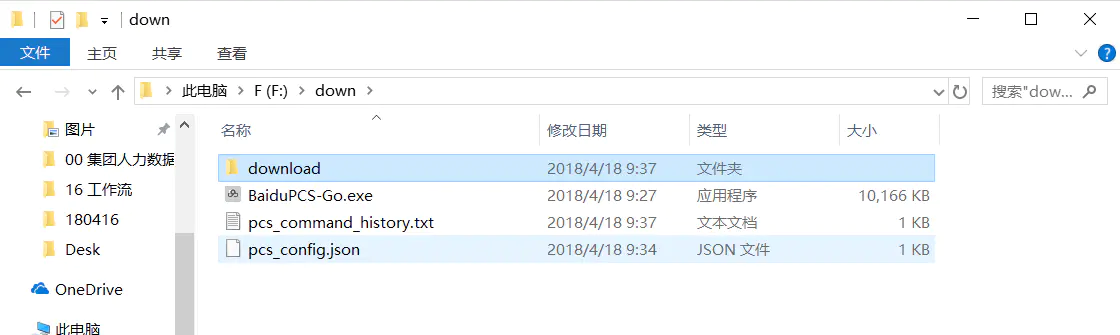 down
文件 主页 共享 查看
此电脑 F (F:) down 搜索"dow...
名称 修改日期 类型 大小
图片
00 集团人力数据
16 工作流
180416
Desk
OneDrive
此电脑
download 2018/4/18 9:37 文件夹
BaiduPCS-Go.exe 2018/4/18 9:27 应用程序 10,166 KB
pcs_command_history.txt 2018/4/18 9:37 文本文档 1 KB
pcs_config.json 2018/4/18 9:34 JSON 文件 1 KB